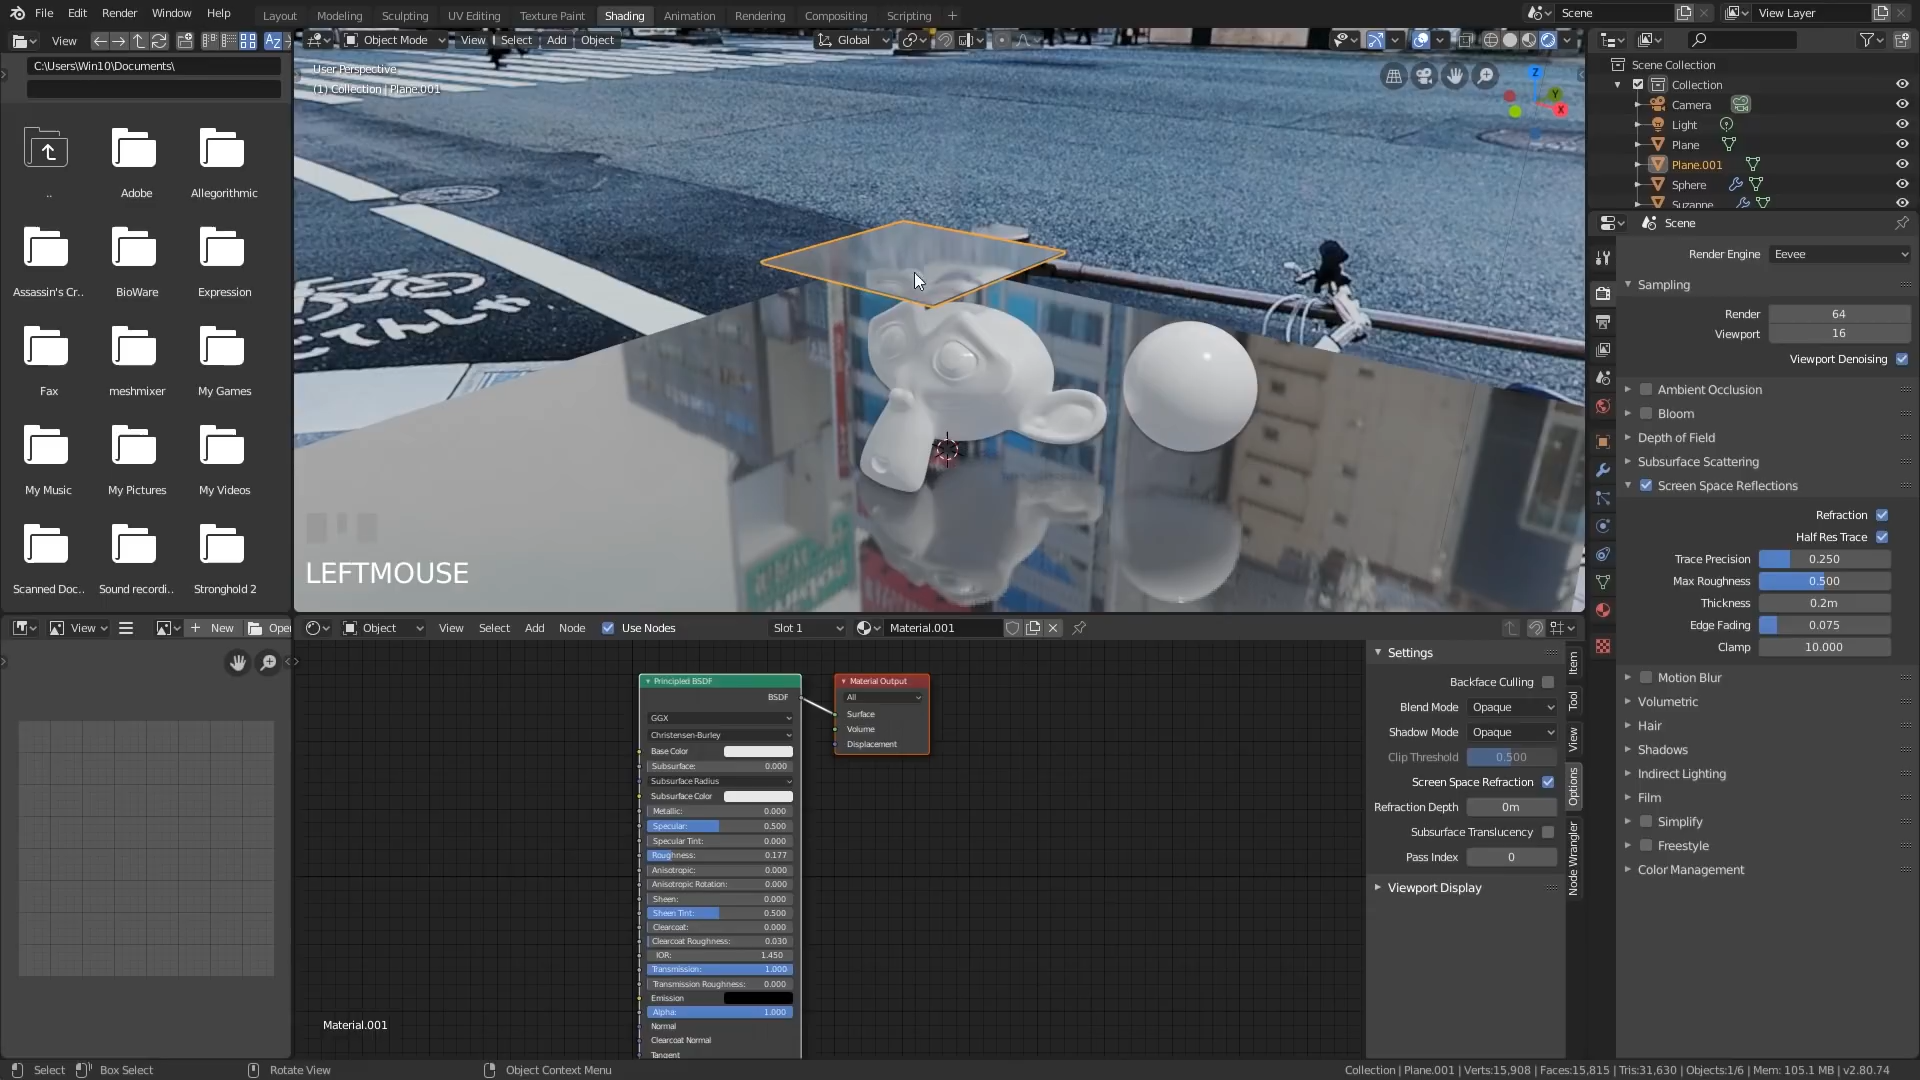 File Edit Render Window Help
Layout Modeling Sculpting UV Editing Texture Paint Shading Animation Rendering Compositing Scripting +
Scene
View Layer
View
C:\Users\Win10\Documents\
..
Adobe
Allegorithmic
Assassin's Cr..
BioWare
Expression
Fax
meshmixer
My Games
My Music
My Pictures
My Videos
Scanned Doc..
Sound recordi..
Stronghold 2
Object Mode View Select Add Object
Global
User Perspective
(1) Collection | Plane.001
Z
Y
X
LEFTMOUSE
Scene Collection
Collection
Camera
Light
Plane
Plane.001
Sphere
Suzanne
Scene
Render Engine Eevee
Sampling
Render 64
Viewport 16
Viewport Denoising
Ambient Occlusion
Bloom
Depth of Field
Subsurface Scattering
Screen Space Reflections
Refraction
Half Res Trace
Trace Precision 0.250
Max Roughness 0.500
Thickness 0.2m
Edge Fading 0.075
Clamp 10.000
Motion Blur
Volumetric
Hair
Shadows
Indirect Lighting
Film
Simplify
Freestyle
Color Management
View
New
Open
Object View Select Add Node Use Nodes
Slot 1
Material.001
Principled BSDF
BSDF
GGX
Christensen-Burley
Base Color
Subsurface: 0.000
Subsurface Radius
Subsurface Color
Metallic: 0.000
Specular: 0.500
Specular Tint: 0.000
Roughness: 0.177
Anisotropic: 0.000
Anisotropic Rotation: 0.000
Sheen: 0.000
Sheen Tint: 0.500
Clearcoat: 0.000
Clearcoat Roughness: 0.030
IOR: 1.450
Transmission: 1.000
Transmission Roughness: 0.000
Emission
Alpha: 1.000
Normal
Clearcoat Normal
Tangent
Material Output
All
Surface
Volume
Displacement
Material.001
Settings
Backface Culling
Blend Mode Opaque
Shadow Mode Opaque
Clip Threshold 0.500
Screen Space Refraction
Refraction Depth 0m
Subsurface Translucency
Pass Index 0
Viewport Display
Item
Tool
View
Options
Node Wrangler
Select
Box Select
Rotate View
Object Context Menu
Collection | Plane.001 | Verts:15,908 | Faces:15,815 | Tris:31,630 | Objects:1/6 | Mem: 105.1 MB | v2.80.74